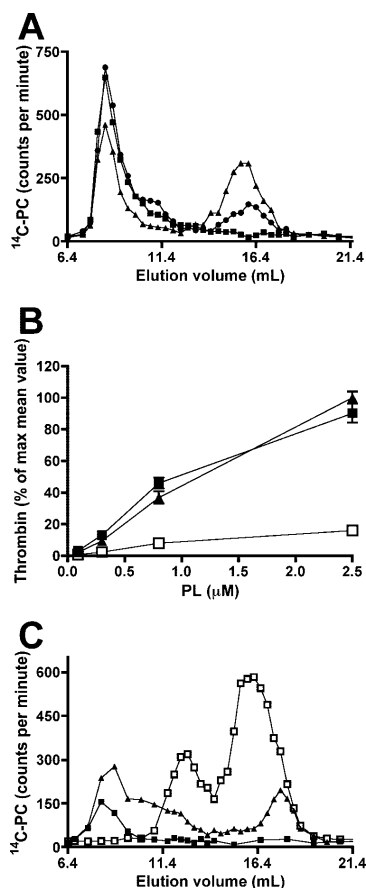 A
¹⁴C-PC (counts per minute)
750
500
250
0
6.4 11.4 16.4 21.4
Elution volume (mL)
B
Thrombin (% of max mean value)
120
100
80
60
40
20
0
0.0 0.5 1.0 1.5 2.0 2.5
PL (μM)
C
¹⁴C-PC (counts per minute)
600
450
300
150
0
6.4 11.4 16.4 21.4
Elution volume (mL)